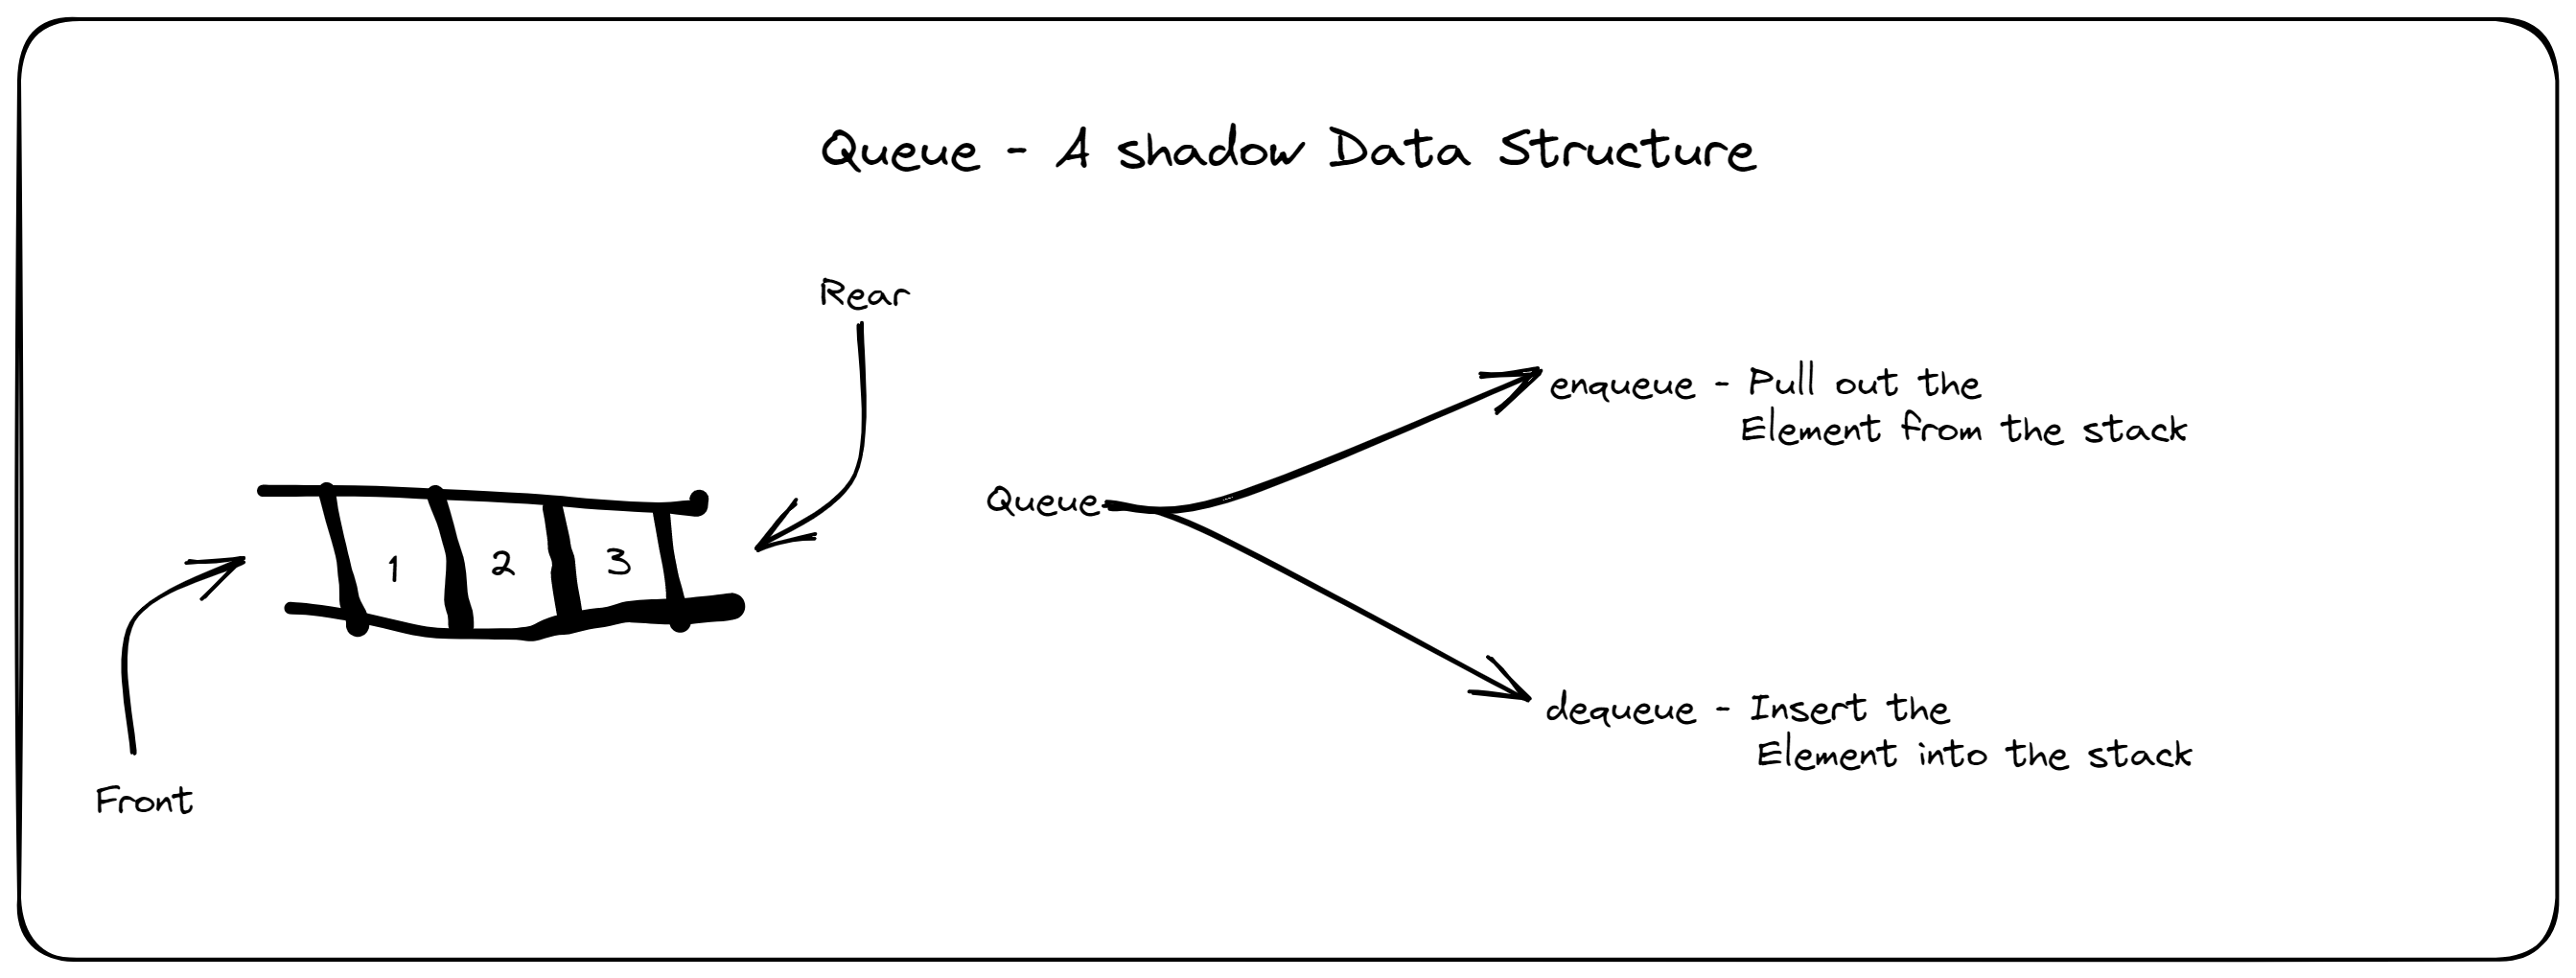 Queue - A shadow Data Structure
Rear
enqueue - Pull out the
Element from the stack
Queue
1 2 3
dequeue - Insert the
Element into the stack
Front